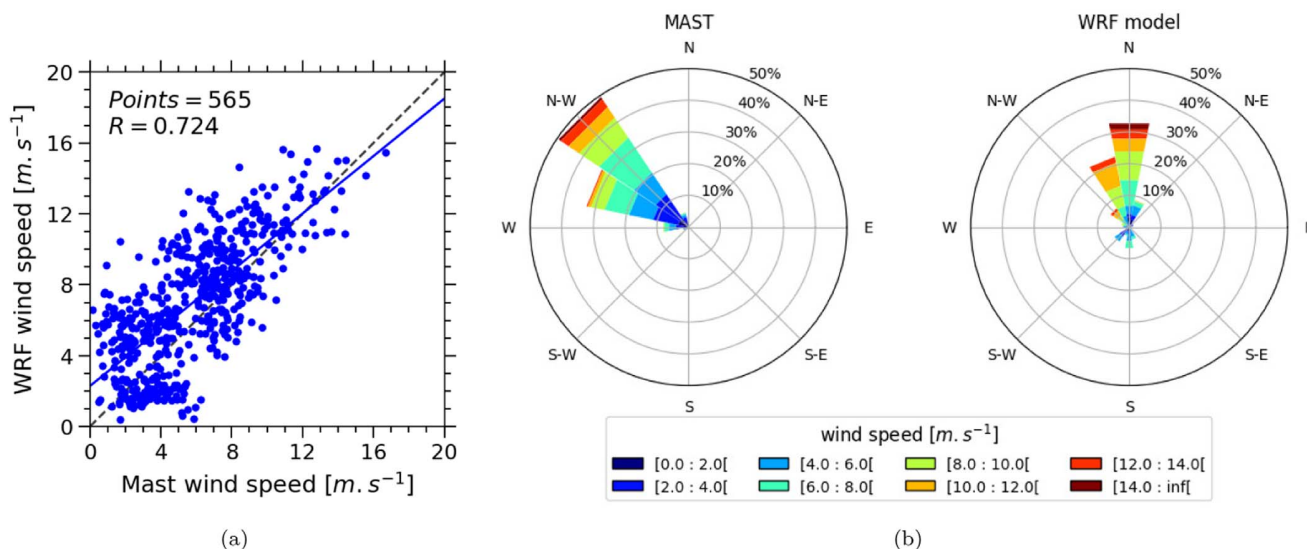 Points = 565
R = 0.724
WRF wind speed [m. s⁻¹]
20
16
12
8
4
0
0 4 8 12 16 20
Mast wind speed [m. s⁻¹]
(a)
MAST
N
N-E
E
S-E
S
S-W
W
N-W
10%
20%
30%
40%
50%
WRF model
N
N-E
S-E
S
S-W
W
N-W
10%
20%
30%
40%
50%
wind speed [m. s⁻¹]
[0.0 : 2.0[ [4.0 : 6.0[ [8.0 : 10.0[ [12.0 : 14.0[
[2.0 : 4.0[ [6.0 : 8.0[ [10.0 : 12.0[ [14.0 : inf[
(b)